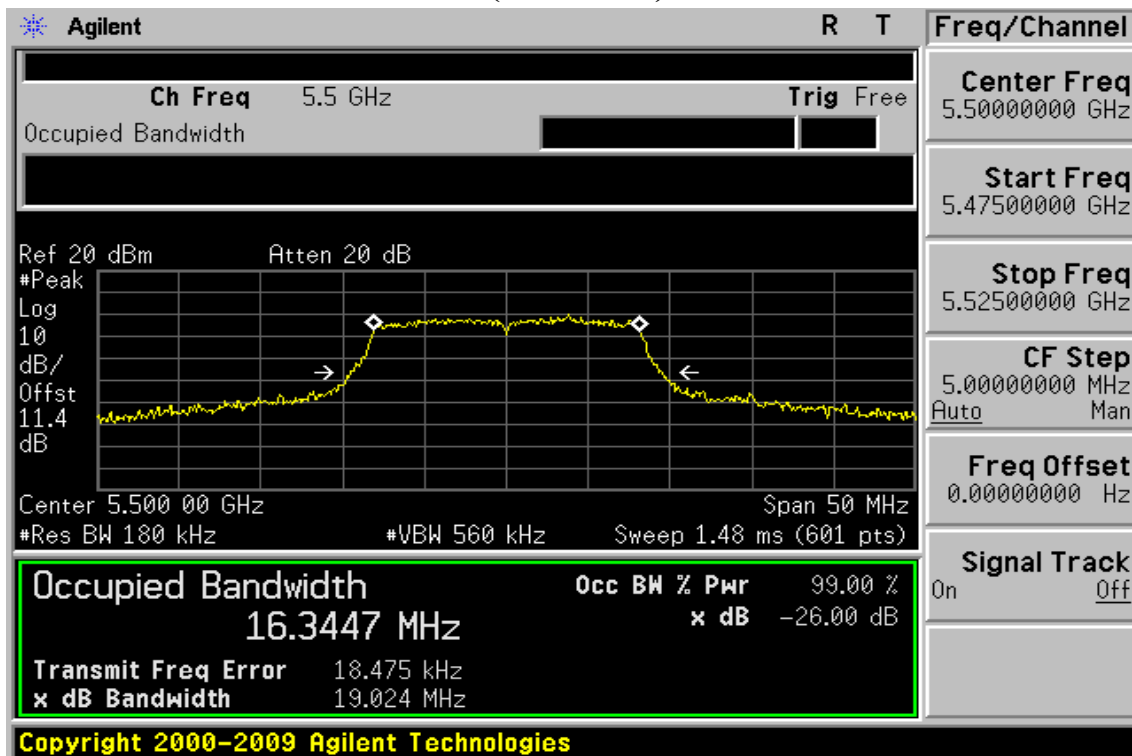 Agilent R T Freq/Channel
Ch Freq 5.5 GHz Trig Free
Occupied Bandwidth
Center Freq
5.50000000 GHz
Start Freq
5.47500000 GHz
Stop Freq
5.52500000 GHz
CF Step
5.00000000 MHz
Auto Man
Freq Offset
0.00000000 Hz
Signal Track
On Off
Ref 20 dBm Atten 20 dB
#Peak
Log
10
dB/
Offst
11.4
dB
Center 5.500 00 GHz Span 50 MHz
#Res BW 180 kHz #VBW 560 kHz Sweep 1.48 ms (601 pts)
Occupied Bandwidth Occ BW % Pwr 99.00 %
16.3447 MHz x dB -26.00 dB
Transmit Freq Error 18.475 kHz
x dB Bandwidth 19.024 MHz
Copyright 2000-2009 Agilent Technologies